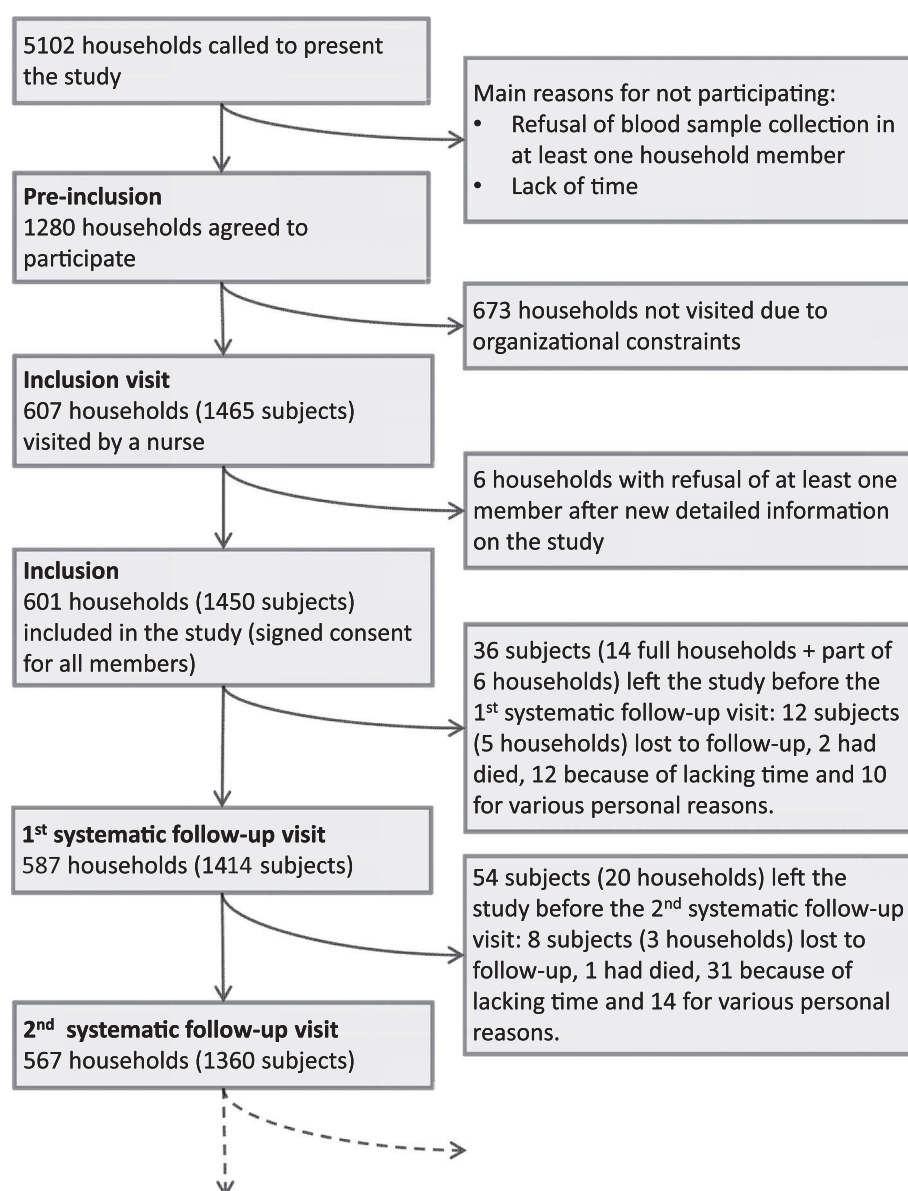 5102 households called to present
the study
Main reasons for not participating:
• Refusal of blood sample collection in
at least one household member
• Lack of time
Pre-inclusion
1280 households agreed to
participate
673 households not visited due to
organizational constraints
Inclusion visit
607 households (1465 subjects)
visited by a nurse
6 households with refusal of at least one
member after new detailed information
on the study
Inclusion
601 households (1450 subjects)
included in the study (signed consent
for all members)
36 subjects (14 full households + part of
6 households) left the study before the
1st systematic follow-up visit: 12 subjects
(5 households) lost to follow-up, 2 had
died, 12 because of lacking time and 10
for various personal reasons.
1st systematic follow-up visit
587 households (1414 subjects)
54 subjects (20 households) left the
study before the 2nd systematic follow-up
visit: 8 subjects (3 households) lost to
follow-up, 1 had died, 31 because of
lacking time and 14 for various personal
reasons.
2nd systematic follow-up visit
567 households (1360 subjects)